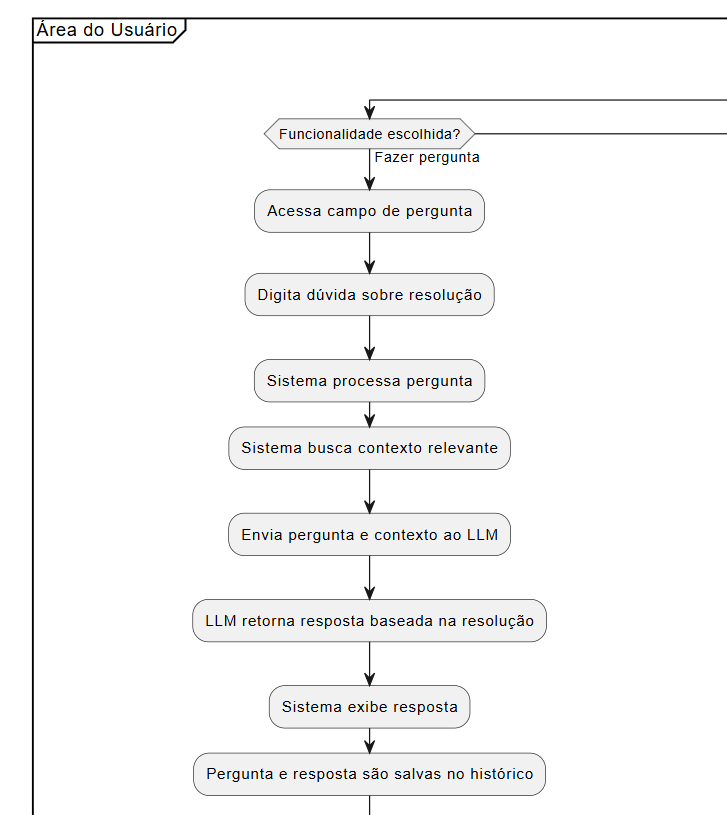 Área do Usuário
Funcionalidade escolhida?
Fazer pergunta
Acessa campo de pergunta
Digita dúvida sobre resolução
Sistema processa pergunta
Sistema busca contexto relevante
Envia pergunta e contexto ao LLM
LLM retorna resposta baseada na resolução
Sistema exibe resposta
Pergunta e resposta são salvas no histórico